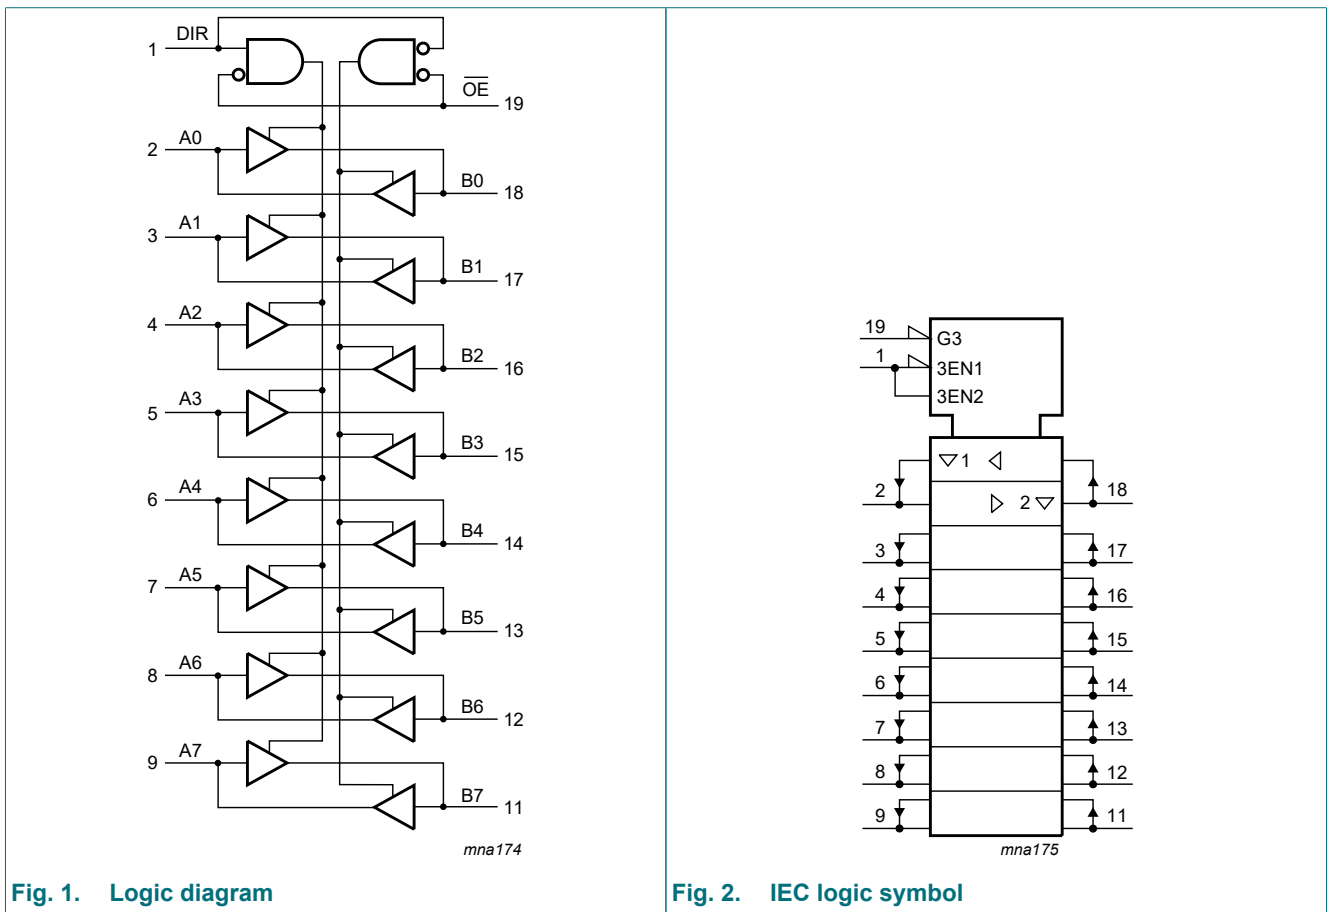 DIR
1
OE
19
2 A0
B0 18
3 A1
B1 17
4 A2
B2 16
5 A3
B3 15
6 A4
B4 14
7 A5
B5 13
8 A6
B6 12
9 A7
B7 11
mna174
Fig. 1. Logic diagram
19 G3
1 3EN1
3EN2
1
2 18
2
3 17
4 16
5 15
6 14
7 13
8 12
9 11
mna175
Fig. 2. IEC logic symbol